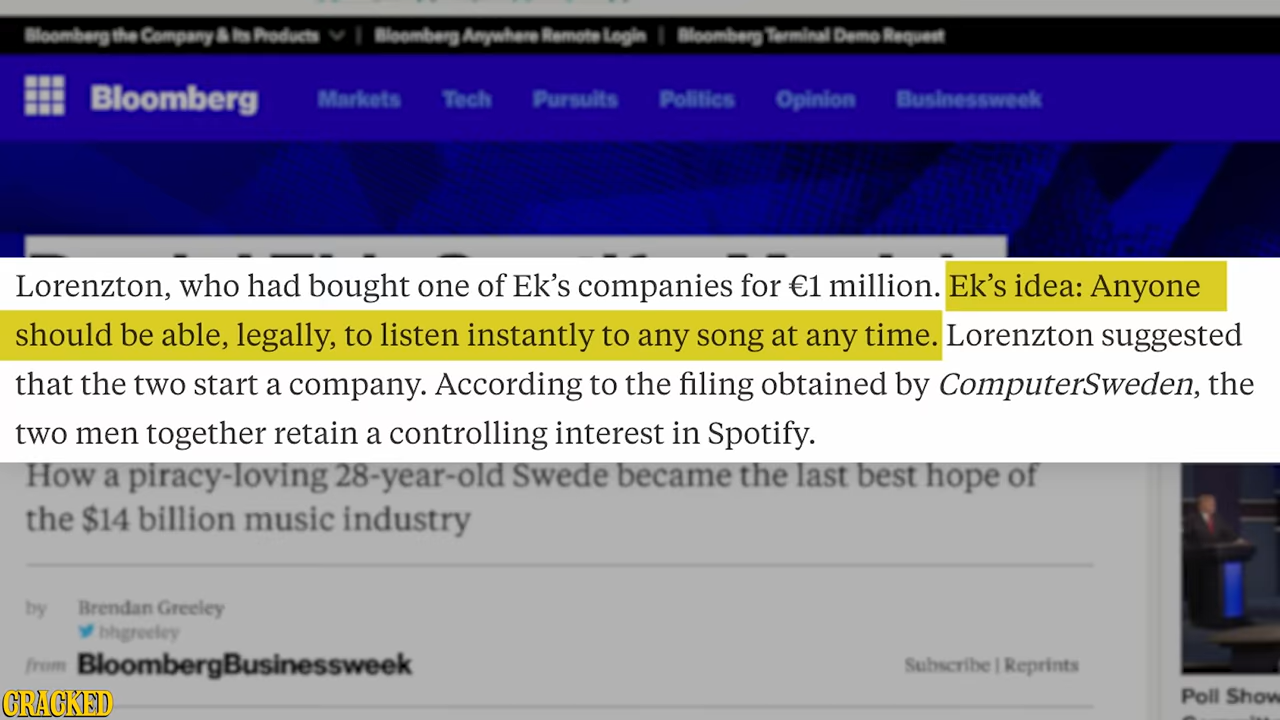 Bloomberg the Company & Its Products | Bloomberg Anywhere Remote Login | Bloomberg Terminal Demo Request
Bloomberg Markets Tech Pursuits Politics Opinion Businessweek
Lorenzton, who had bought one of Ek’s companies for €1 million. Ek’s idea: Anyone
should be able, legally, to listen instantly to any song at any time. Lorenzton suggested
that the two start a company. According to the filing obtained by ComputerSweden, the
two men together retain a controlling interest in Spotify.
How a piracy-loving 28-year-old Swede became the last best hope of
the $14 billion music industry
by Brendan Greeley
bhgreeley
from BloombergBusinessweek
Subscribe | Reprints
Poll Show
CRACKED